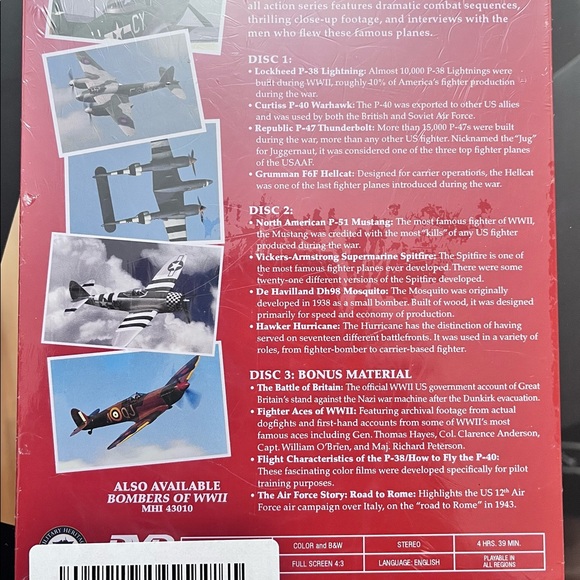 all action series features dramatic combat sequences,
thrilling close-up footage, and interviews with the
men who flew these famous planes.
DISC 1:
• Lockheed P-38 Lightning: Almost 10,000 P-38 Lightnings were
built during WWII, roughly 10% of America's fighter production
during the war.
• Curtiss P-40 Warhawk: The P-40 was exported to other US allies
and was used by both the British and Soviet Air Force.
• Republic P-47 Thunderbolt: More than 15,000 P-47s were built
during the war, more than any other US fighter. Nicknamed the "Jug"
for Juggernaut, it was considered one of the three top fighter planes
of the USAAF.
• Grumman F6F Hellcat: Designed for carrier operations, the Hellcat
was one of the last fighter planes introduced during the war.
DISC 2:
• North American P-51 Mustang: The most famous fighter of WWII,
the Mustang was credited with the most "kills" of any US fighter
produced during the war.
• Vickers-Armstrong Supermarine Spitfire: The Spitfire is one of
the most famous fighter planes ever developed. There were some
twenty-one different versions of the Spitfire developed.
• De Havilland Dh98 Mosquito: The Mosquito was originally
developed in 1938 as a small bomber. Built of wood, it was designed
primarily for speed and economy of production.
• Hawker Hurricane: The Hurricane has the distinction of having
served on seventeen different battlefronts. It was used in a variety of
roles, from fighter-bomber to carrier-based fighter.
DISC 3: BONUS MATERIAL
• The Battle of Britain: The official WWII US government account of Great
Britain's stand against the Nazi war machine after the Dunkirk evacuation.
• Fighter Aces of WWII: Featuring archival footage from actual
dogfights and first-hand accounts from some of WWII's most
famous aces including Gen. Thomas Hayes, Col. Clarence Anderson,
Capt. William O'Brien, and Maj. Richard Peterson.
• Flight Characteristics of the P-38/How to Fly the P-40:
These fascinating color films were developed specifically for pilot
training purposes.
• The Air Force Story: Road to Rome: Highlights the US 12th Air
Force air campaign over Italy, on the "road to Rome" in 1943.
CY
OJ
ALSO AVAILABLE
BOMBERS OF WWII
MHI 43010
MILITARY HERITAGE
DVD
COLOR and B&W
STEREO
4 HRS. 39 MIN.
FULL SCREEN 4:3
LANGUAGE: ENGLISH
PLAYABLE IN
ALL REGIONS